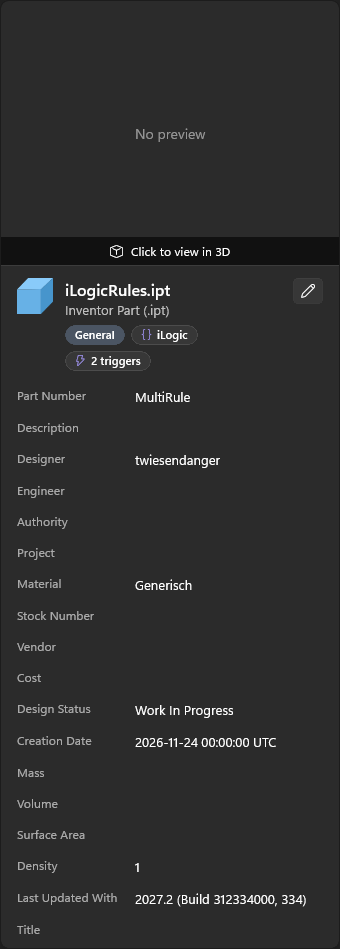 No preview
Click to view in 3D
iLogicRules.ipt
Inventor Part (.ipt)
General
{} iLogic
2 triggers
Part Number MultiRule
Description
Designer twiesendanger
Engineer
Authority
Project
Material Generisch
Stock Number
Vendor
Cost
Design Status Work In Progress
Creation Date 2026-11-24 00:00:00 UTC
Mass
Volume
Surface Area
Density 1
Last Updated With 2027.2 (Build 312334000, 334)
Title